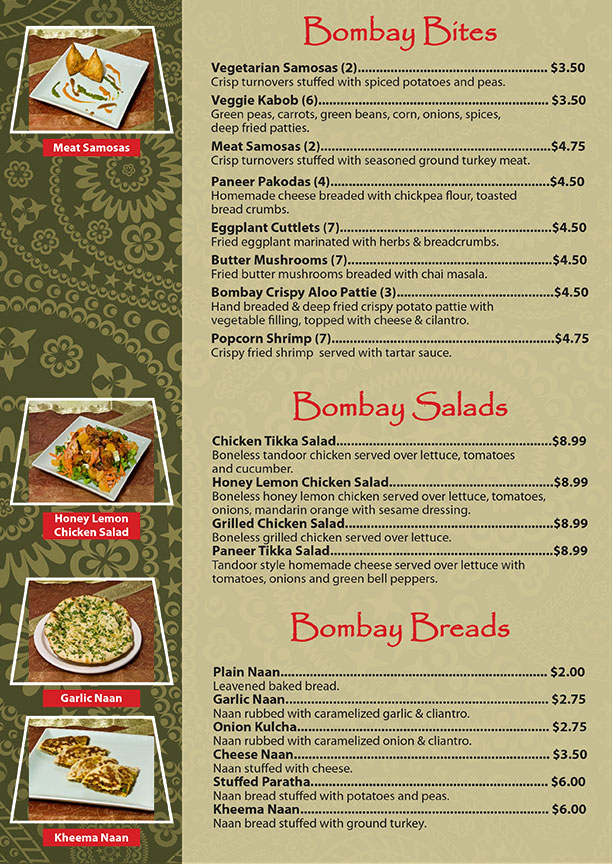 Bombay Bites
Vegetarian Samosas (2)................................................... $3.50
Crisp turnovers stuffed with spiced potatoes and peas.
Veggie Kabob (6)............................................................. $3.50
Green peas, carrots, green beans, corn, onions, spices,
deep fried patties.
Meat Samosas (2)..............................................................$4.75
Crisp turnovers stuffed with seasoned ground turkey meat.
Paneer Pakodas (4)...........................................................$4.50
Homemade cheese breaded with chickpea flour, toasted
bread crumbs.
Eggplant Cuttlets (7).........................................................$4.50
Fried eggplant marinated with herbs & breadcrumbs.
Butter Mushrooms (7).......................................................$4.50
Fried butter mushrooms breaded with chai masala.
Bombay Crispy Aloo Pattie (3)..........................................$4.50
Hand breaded & deep fried crispy potato pattie with
vegetable filling, topped with cheese & cilantro.
Popcorn Shrimp (7)............................................................$4.75
Crispy fried shrimp served with tartar sauce.
Meat Samosas
Bombay Salads
Chicken Tikka Salad..........................................................$8.99
Boneless tandoor chicken served over lettuce, tomatoes
and cucumber.
Honey Lemon Chicken Salad............................................$8.99
Boneless honey lemon chicken served over lettuce, tomatoes,
onions, mandarin orange with sesame dressing.
Grilled Chicken Salad........................................................$8.99
Boneless grilled chicken served over lettuce.
Paneer Tikka Salad............................................................$8.99
Tandoor style homemade cheese served over lettuce with
tomatoes, onions and green bell peppers.
Honey Lemon
Chicken Salad
Bombay Breads
Plain Naan........................................................................ $2.00
Leavened baked bread.
Garlic Naan....................................................................... $2.75
Naan rubbed with caramelized garlic & cliantro.
Onion Kulcha.................................................................... $2.75
Naan rubbed with caramelized onion & cliantro.
Cheese Naan..................................................................... $3.50
Naan stuffed with cheese.
Stuffed Paratha................................................................ $6.00
Naan bread stuffed with potatoes and peas.
Kheema Naan................................................................... $6.00
Naan bread stuffed with ground turkey.
Garlic Naan
Kheema Naan